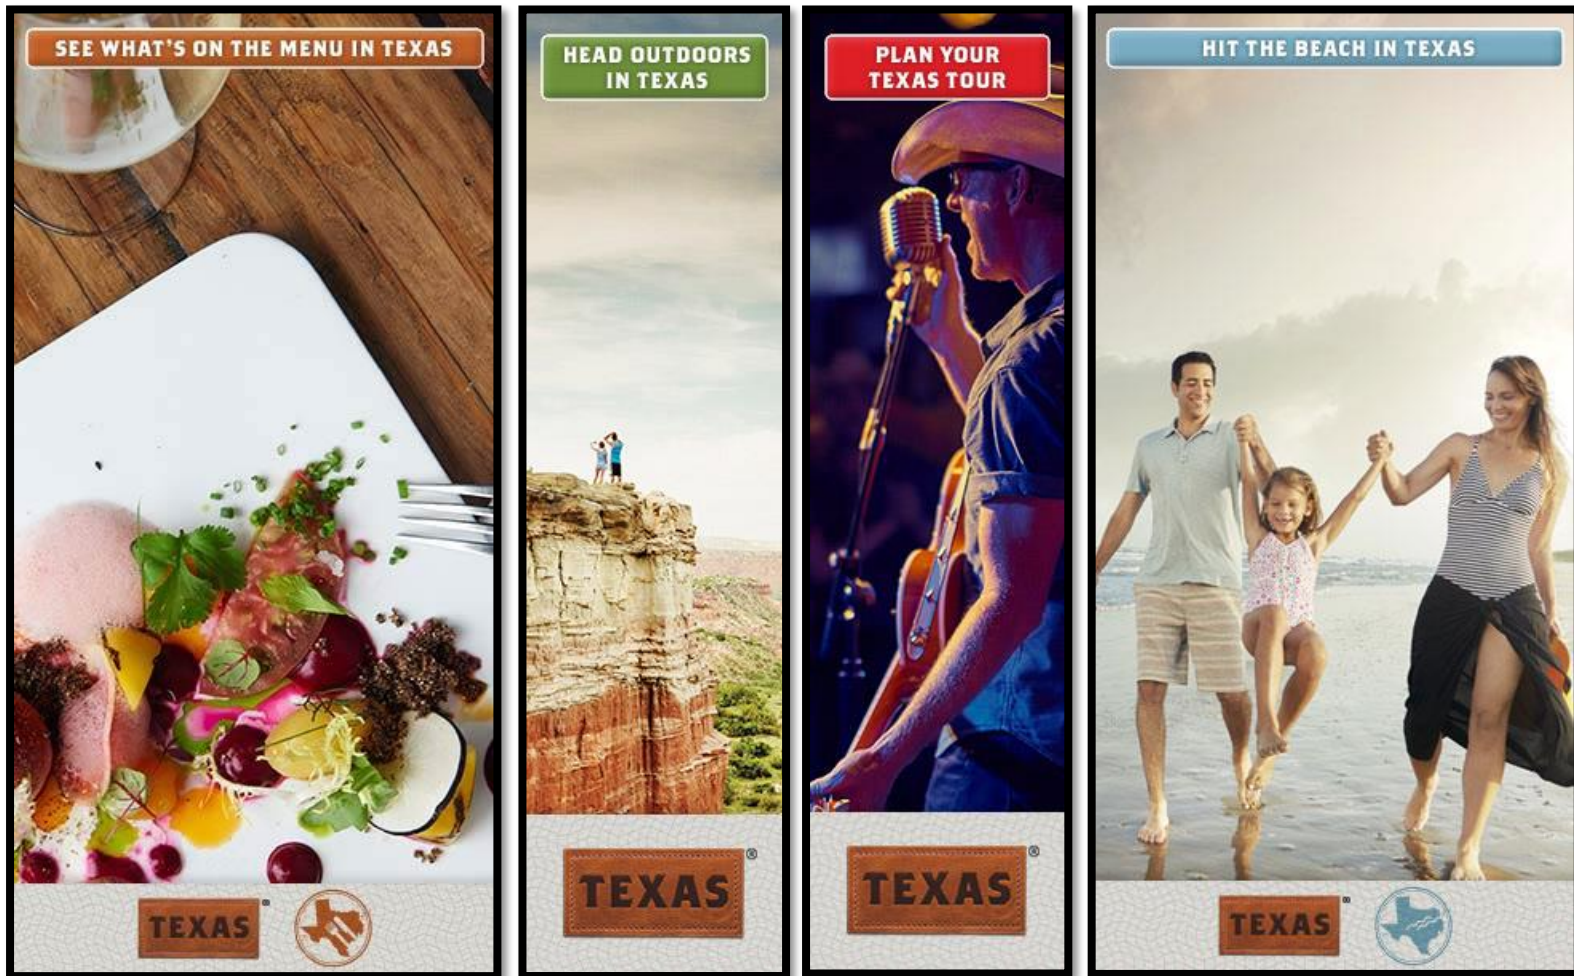 SEE WHAT'S ON THE MENU IN TEXAS
TEXAS
HEAD OUTDOORS
IN TEXAS
TEXAS®
PLAN YOUR
TEXAS TOUR
TEXAS®
HIT THE BEACH IN TEXAS
TEXAS